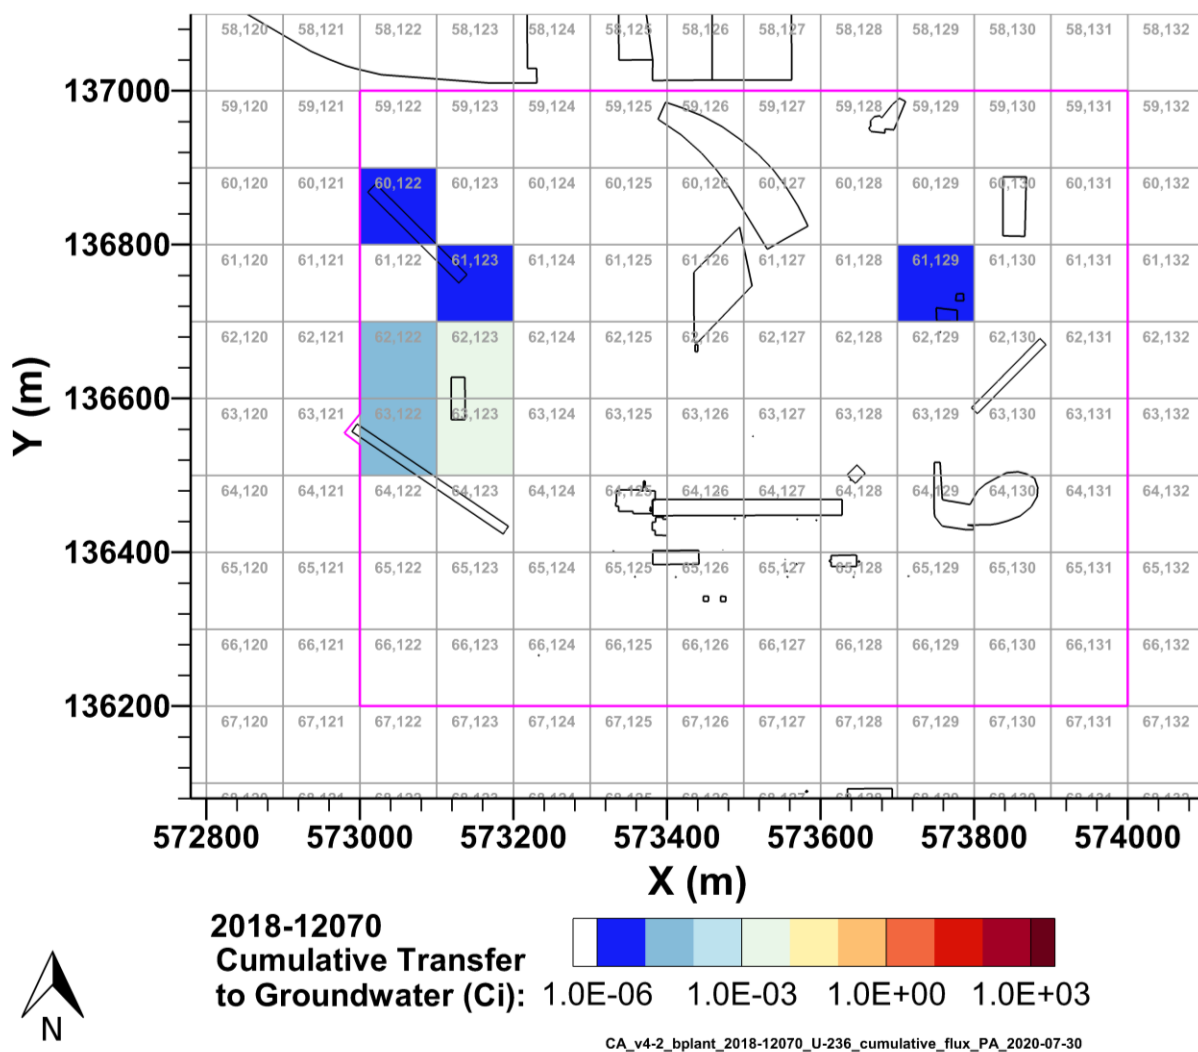 58,120 58,121 58,122 58,123 58,124 58,125 58,126 58,127 58,128 58,129 58,130 58,131 58,132
137000
59,120 59,121 59,122 59,123 59,124 59,125 59,126 59,127 59,128 59,129 59,130 59,131 59,132
60,120 60,121 60,122 60,123 60,124 60,125 60,126 60,127 60,128 60,129 60,130 60,131 60,132
136800
61,120 61,121 61,122 61,123 61,124 61,125 61,126 61,127 61,128 61,129 61,130 61,131 61,132
62,120 62,121 62,122 62,123 62,124 62,125 62,126 62,127 62,128 62,129 62,130 62,131 62,132
Y (m)
136600
63,120 63,121 63,122 63,123 63,124 63,125 63,126 63,127 63,128 63,129 63,130 63,131 63,132
64,120 64,121 64,122 64,123 64,124 64,125 64,126 64,127 64,128 64,129 64,130 64,131 64,132
136400
65,120 65,121 65,122 65,123 65,124 65,125 65,126 65,127 65,128 65,129 65,130 65,131 65,132
66,120 66,121 66,122 66,123 66,124 66,125 66,126 66,127 66,128 66,129 66,130 66,131 66,132
136200
67,120 67,121 67,122 67,123 67,124 67,125 67,126 67,127 67,128 67,129 67,130 67,131 67,132
572800 573000 573200 573400 573600 573800 574000
X (m)
2018-12070
Cumulative Transfer
to Groundwater (Ci): 1.0E-06 1.0E-03 1.0E+00 1.0E+03
N
CA_v4-2_bplant_2018-12070_U-236_cumulative_flux_PA_2020-07-30